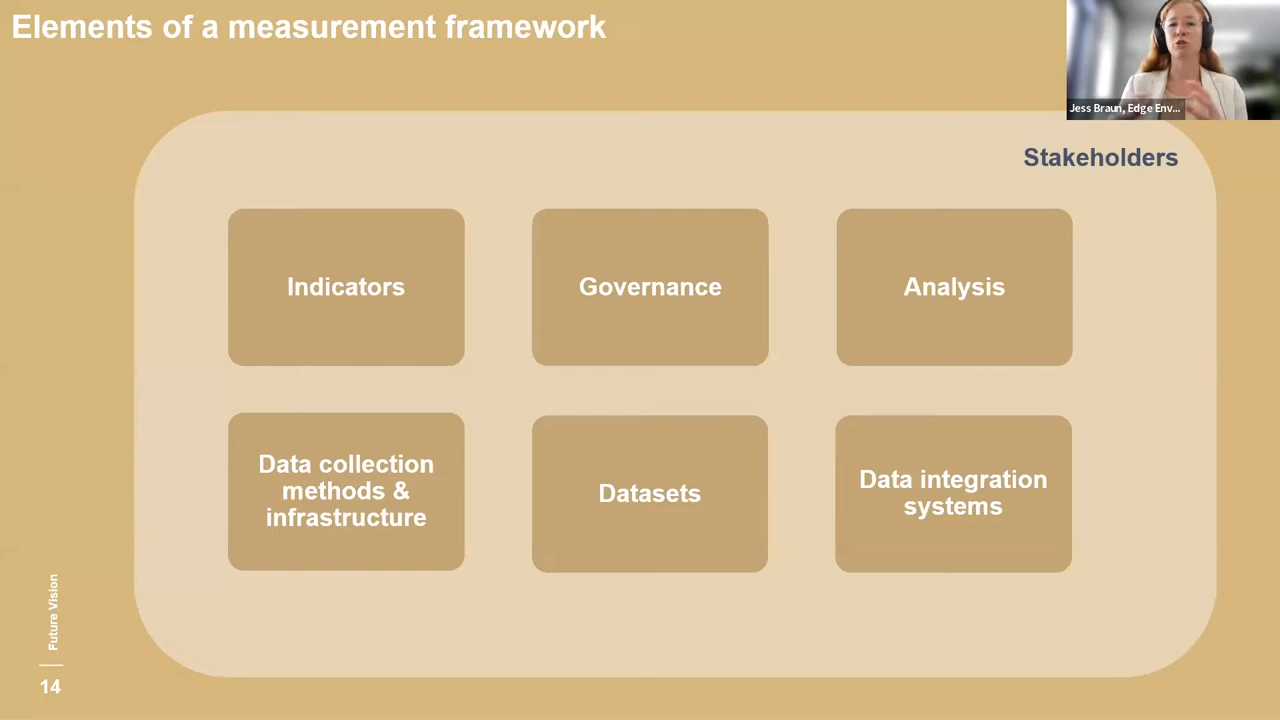 Elements of a measurement framework
Jess Braun, Edge Env...
Stakeholders
Indicators
Governance
Analysis
Data collection
methods &
infrastructure
Datasets
Data integration
systems
Future Vision
14